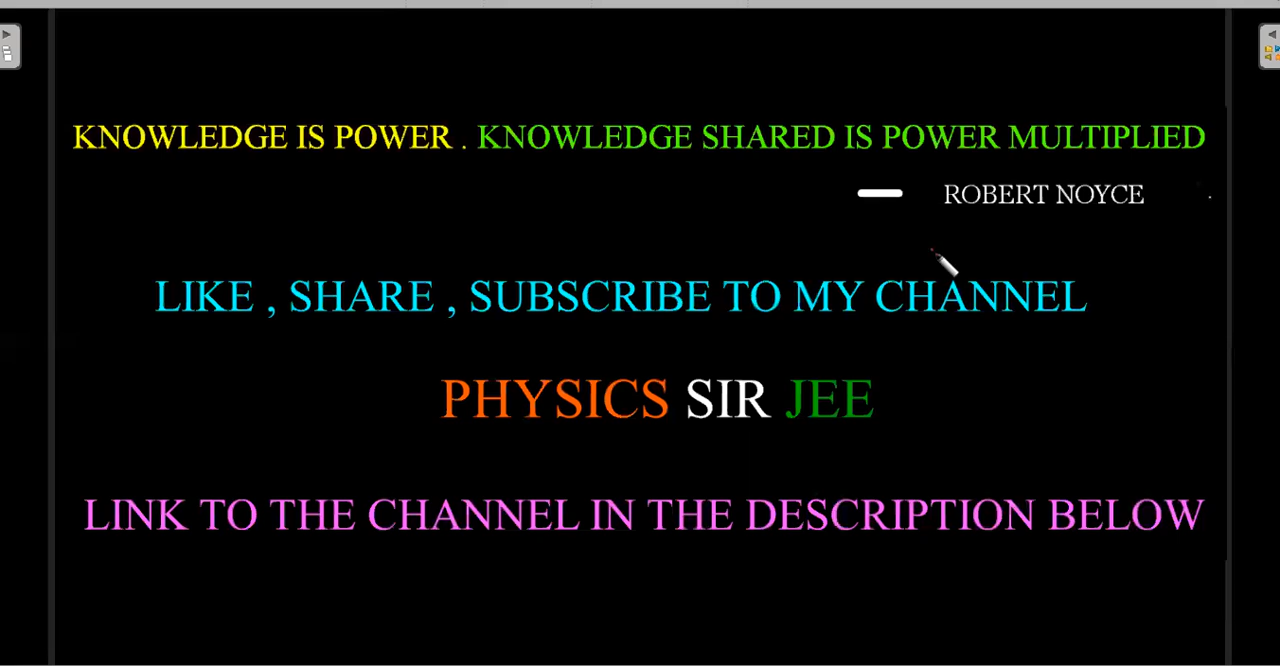 KNOWLEDGE IS POWER . KNOWLEDGE SHARED IS POWER MULTIPLIED
— ROBERT NOYCE
LIKE , SHARE , SUBSCRIBE TO MY CHANNEL
PHYSICS SIR JEE
LINK TO THE CHANNEL IN THE DESCRIPTION BELOW